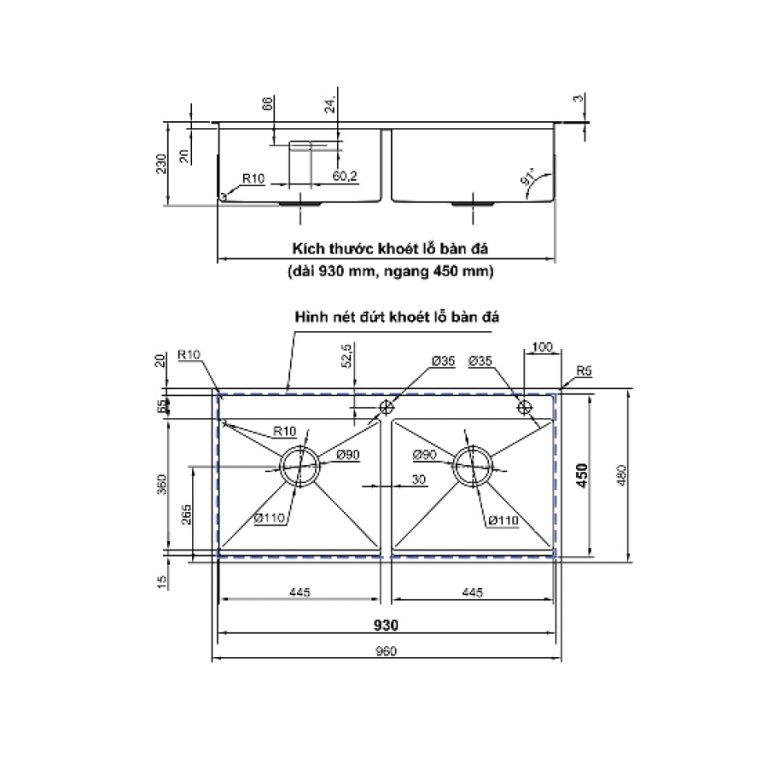 66
24,
3
230
20
R10
60,2
91°
Kích thước khoét lỗ bàn đá
(dài 930 mm, ngang 450 mm)
Hình nét đứt khoét lỗ bàn đá
20
R10
52,5
Ø35
Ø35
100
R5
65
R10
Ø90
Ø90
30
360
265
450
480
Ø110
Ø110
15
445
445
930
960